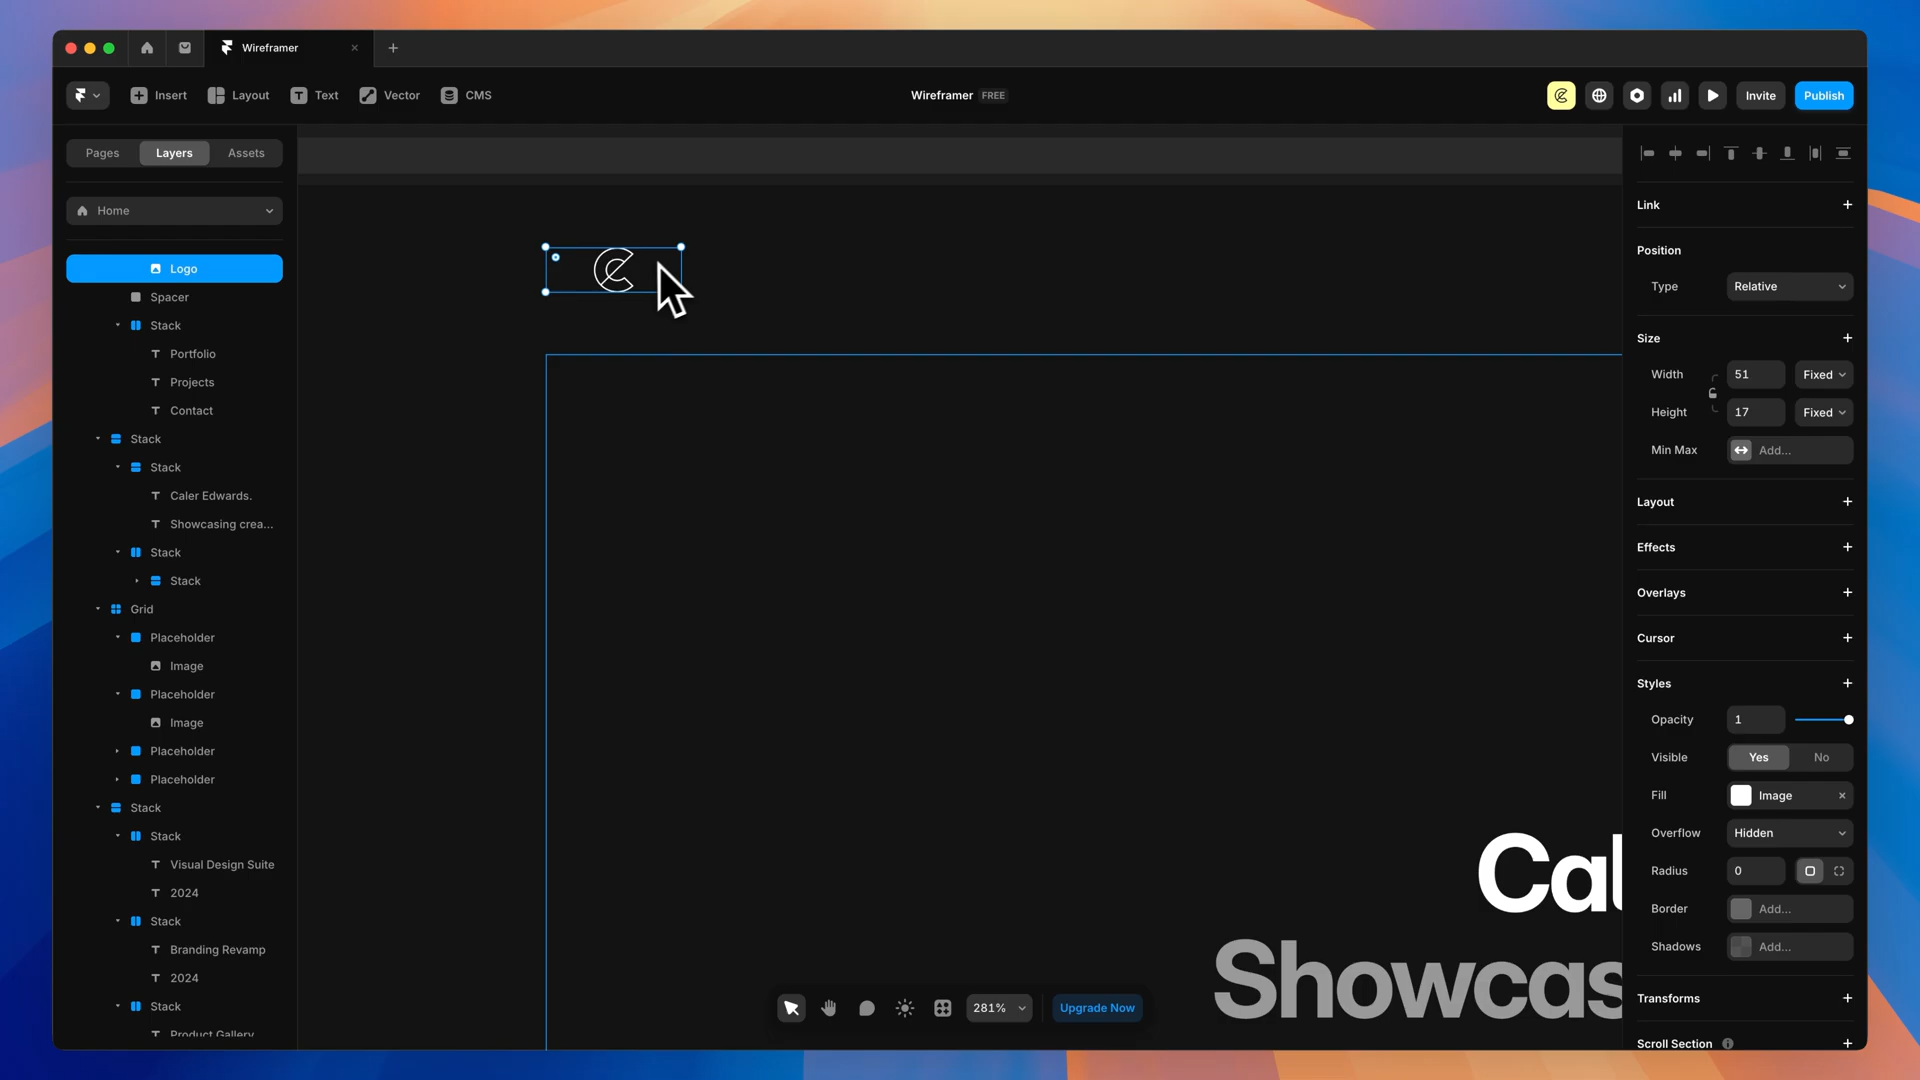 Wireframer
Insert
Layout
Text
Vector
CMS
Wireframer FREE
Invite
Publish
Pages
Layers
Assets
Home
Logo
Spacer
Stack
Portfolio
Projects
Contact
Stack
Stack
Caler Edwards.
Showcasing crea...
Stack
Stack
Grid
Placeholder
Image
Placeholder
Image
Placeholder
Placeholder
Stack
Stack
Visual Design Suite
2024
Stack
Branding Revamp
2024
Stack
Product Gallery
Cal
Showcas
281%
Upgrade Now
Link
Position
Type Relative
Size
Width 51 Fixed
Height 17 Fixed
Min Max Add...
Layout
Effects
Overlays
Cursor
Styles
Opacity 1
Visible Yes No
Fill Image
Overflow Hidden
Radius 0
Border Add...
Shadows Add...
Transforms
Scroll Section